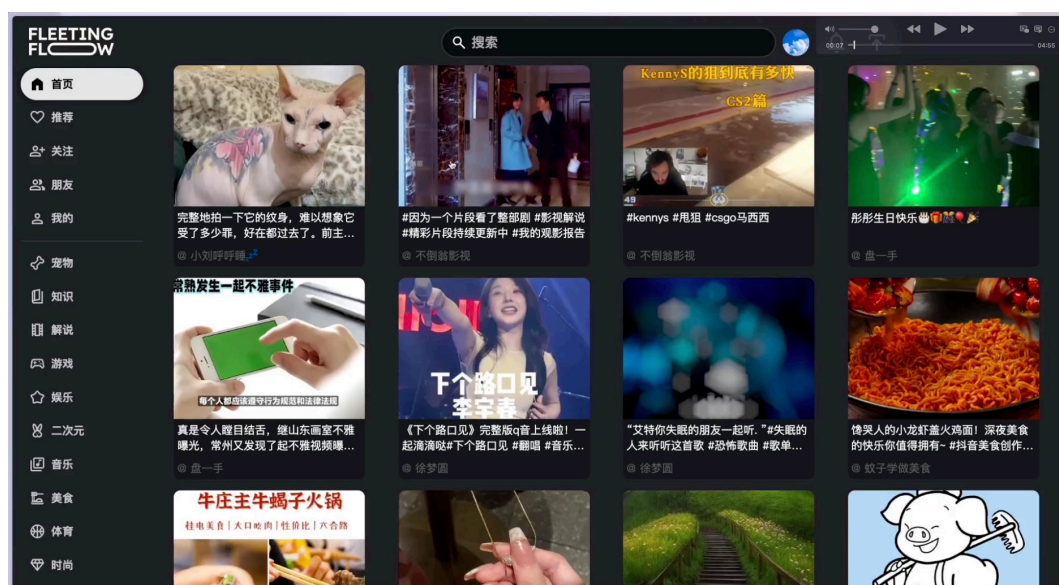 FLEETING
FLOW
搜索
00:07
04:55
首页
推荐
关注
朋友
我的
宠物
知识
解说
游戏
娱乐
二次元
音乐
美食
体育
时尚
完整地拍一下它的纹身，难以想象它
受了多少罪，好在都过去了。前主...
@ 小刘呼呼睡💤
#因为一个片段看了整部剧 #影视解说
#精彩片段持续更新中 #我的观影报告
@ 不倒翁影视
KennyS的狙到底有多快
CS2篇
49
#kennys #甩狙 #csgo马西西
@ 不倒翁影视
彤彤生日快乐🎂🎁🎊🎈🎉
@ 盘一手
常熟发生一起不雅事件
每个人都应该遵守行为规范和法律法规
真是令人瞠目结舌，继山东画室不雅
曝光，常州又发现了起不雅视频曝...
@ 盘一手
下个路口见
李宇春
《下个路口见》完整版q音上线啦！一
起滴滴哒#下个路口见 #翻唱 #音乐...
@ 徐梦圆
“艾特你失眠的朋友一起听. ”#失眠的
人来听听这首歌 #恐怖歌曲 #歌单...
@ 徐梦圆
馋哭人的小龙虾盖火鸡面！深夜美食
的快乐你值得拥有~ #抖音美食创作...
@ 蚊子学做美食
牛庄主牛蝎子火锅
桂电美食|大口吃肉|性价比|六合路